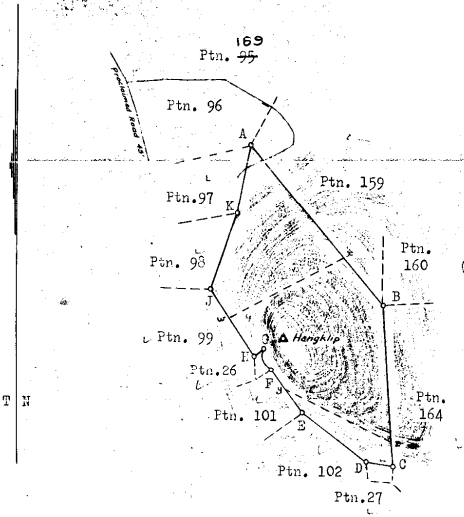 169
Ptn. 95
Proclaimed Road 40'
Ptn. 96
A
Ptn. 159
Ptn.97
K
Ptn. 98
Ptn. 160
J
B
Ptn. 99
G
Hangklip
H
Ptn.26
F
T N
Ptn. 101
E
Ptn. 164
Ptn. 102
D
C
Ptn.27